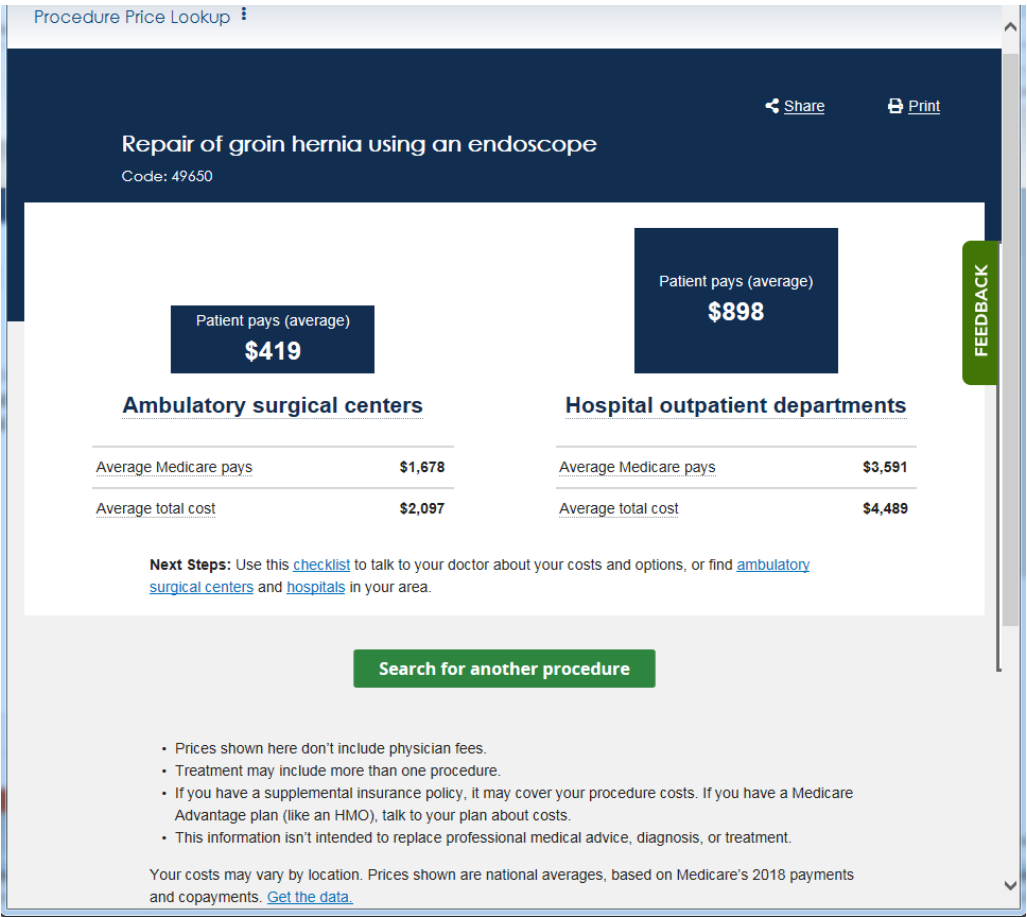 Procedure Price Lookup
Share
Print
Repair of groin hernia using an endoscope
Code: 49650
Patient pays (average)
$419
Ambulatory surgical centers
Average Medicare pays $1,678
Average total cost $2,097
Patient pays (average)
$898
Hospital outpatient departments
Average Medicare pays $3,591
Average total cost $4,489
FEEDBACK
Next Steps: Use this checklist to talk to your doctor about your costs and options, or find ambulatory
surgical centers and hospitals in your area.
Search for another procedure
• Prices shown here don't include physician fees.
• Treatment may include more than one procedure.
• If you have a supplemental insurance policy, it may cover your procedure costs. If you have a Medicare
Advantage plan (like an HMO), talk to your plan about costs.
• This information isn't intended to replace professional medical advice, diagnosis, or treatment.
Your costs may vary by location. Prices shown are national averages, based on Medicare's 2018 payments
and copayments. Get the data.